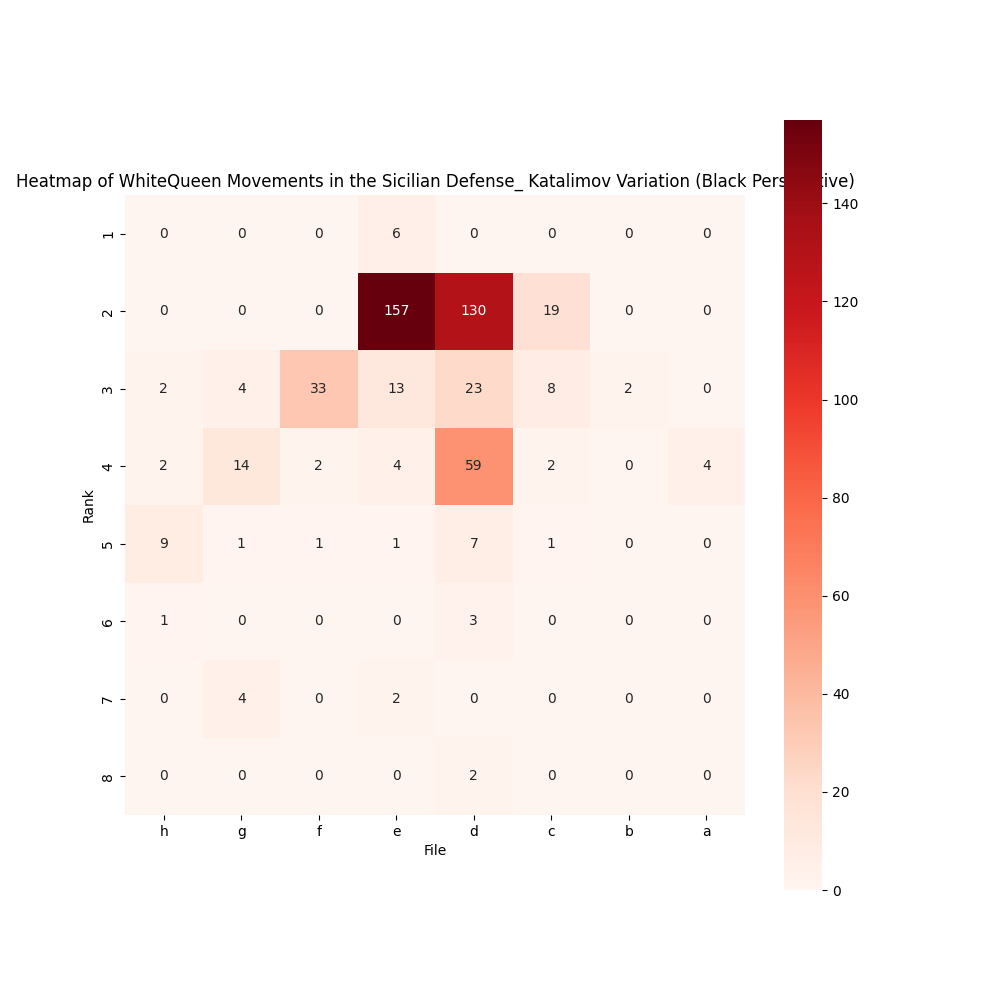 Heatmap of WhiteQueen Movements in the Sicilian Defense_ Katalimov Variation (Black Perspective)
140
1 0 0 0 6 0 0 0 0
120
2 0 0 0 157 130 19 0 0
100
3 2 4 33 13 23 8 2 0
80
4 2 14 2 4 59 2 0 4
Rank
60
5 9 1 1 1 7 1 0 0
6 1 0 0 0 3 0 0 0
40
7 0 4 0 2 0 0 0 0
20
8 0 0 0 0 2 0 0 0
h g f e d c b a
File
0